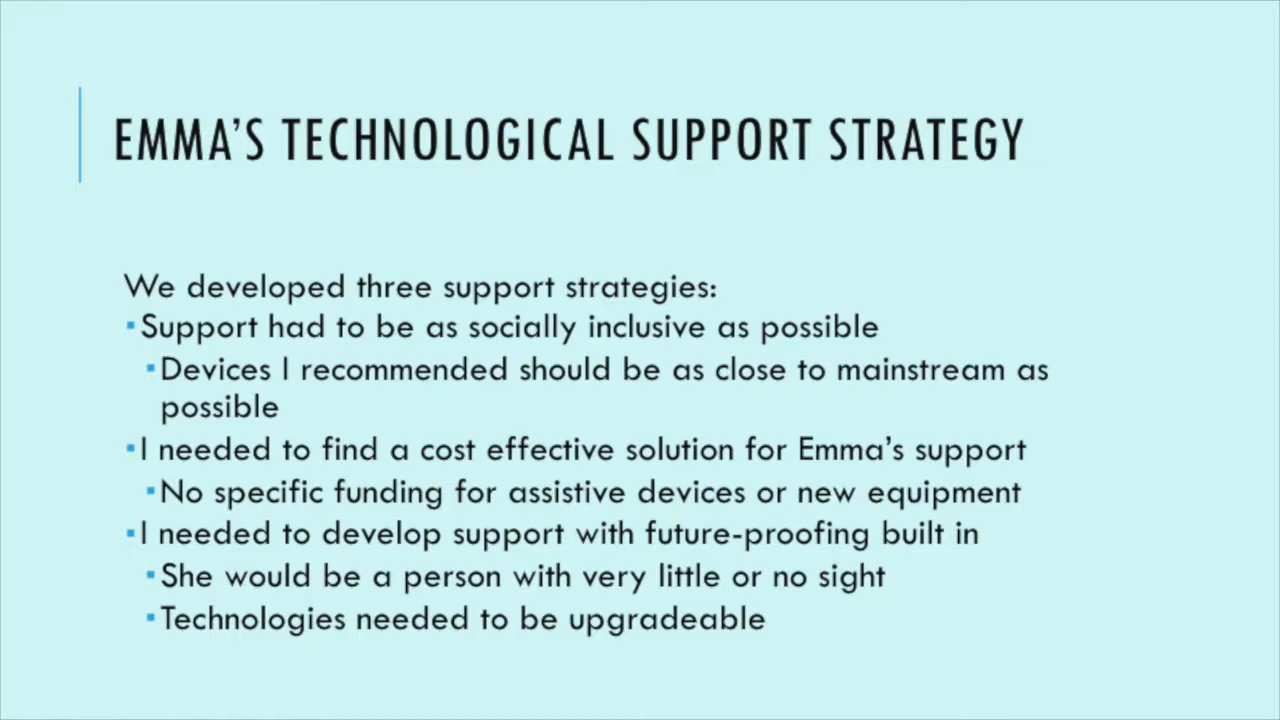 EMMA’S TECHNOLOGICAL SUPPORT STRATEGY
We developed three support strategies:
▪Support had to be as socially inclusive as possible
▪Devices I recommended should be as close to mainstream as
possible
▪I needed to find a cost effective solution for Emma’s support
▪No specific funding for assistive devices or new equipment
▪I needed to develop support with future-proofing built in
▪She would be a person with very little or no sight
▪Technologies needed to be upgradeable